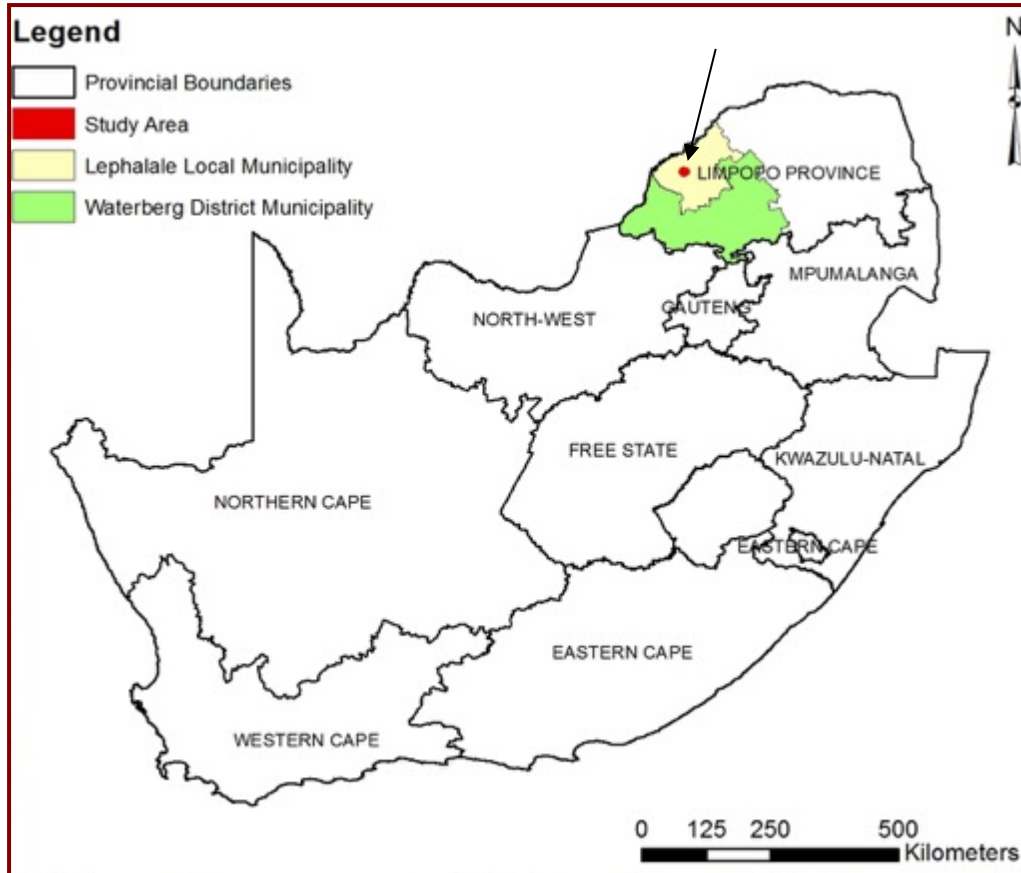 Legend
Provincial Boundaries
Study Area
Lephalale Local Municipality
Waterberg District Municipality
N
LIMPOPO PROVINCE
MPUMALANGA
GAUTENG
NORTH-WEST
FREE STATE
KWAZULU-NATAL
NORTHERN CAPE
EASTERN CAPE
EASTERN CAPE
WESTERN CAPE
0 125 250 500
Kilometers